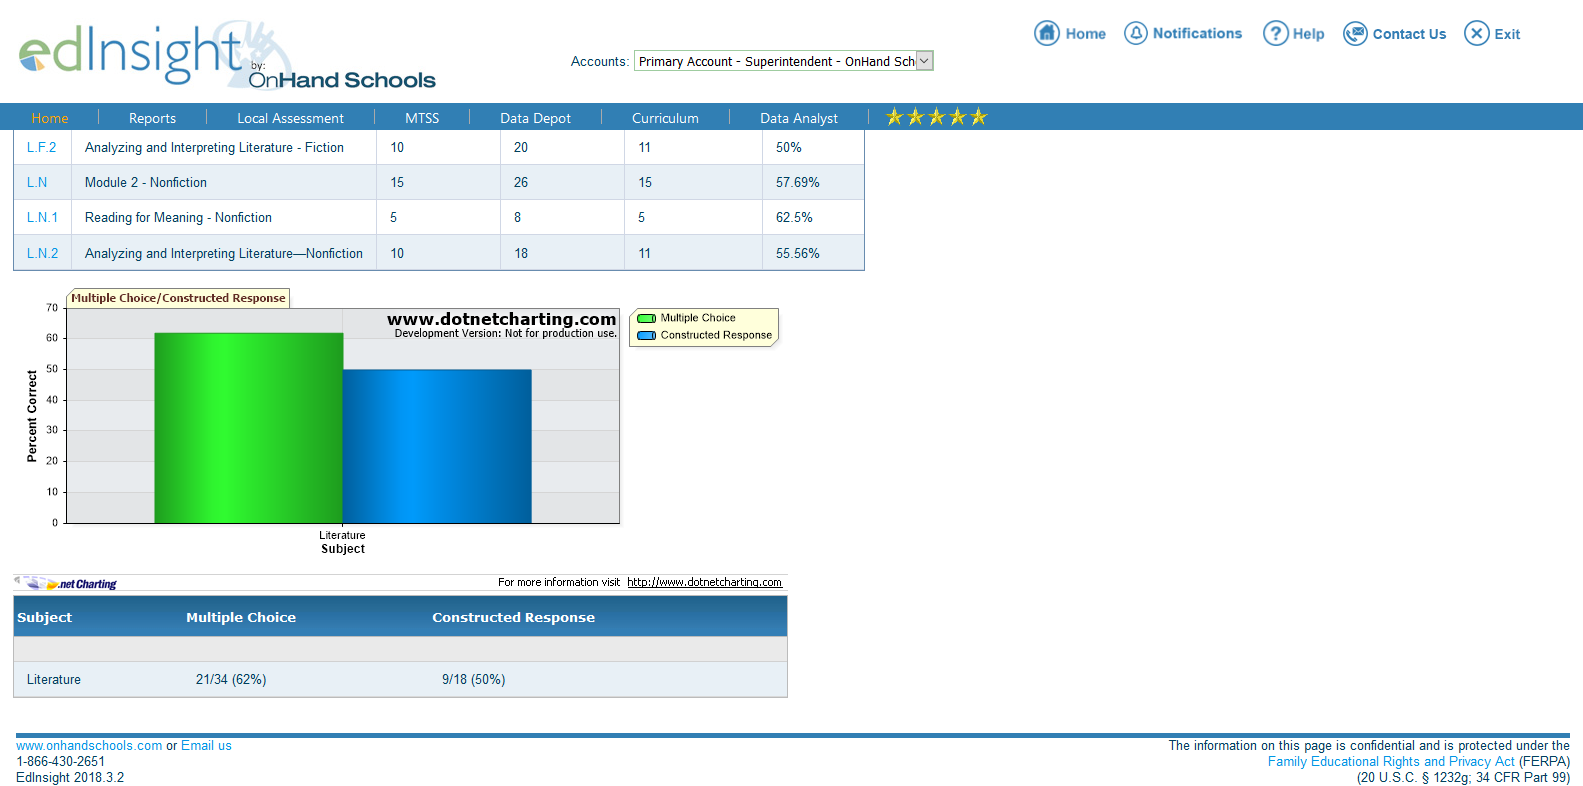 edInsight
by:
OnHand Schools
Accounts: Primary Account - Superintendent - OnHand Sch
Home Notifications Help Contact Us Exit
Home Reports Local Assessment MTSS Data Depot Curriculum Data Analyst
L.F.2 Analyzing and Interpreting Literature - Fiction 10 20 11 50%
L.N Module 2 - Nonfiction 15 26 15 57.69%
L.N.1 Reading for Meaning - Nonfiction 5 8 5 62.5%
L.N.2 Analyzing and Interpreting Literature—Nonfiction 10 18 11 55.56%
Multiple Choice/Constructed Response
www.dotnetcharting.com
Development Version: Not for production use.
Multiple Choice
Constructed Response
70
60
50
40
30
20
10
0
Percent Correct
Literature
Subject
.net Charting
For more information visit http://www.dotnetcharting.com
Subject Multiple Choice Constructed Response
Literature 21/34 (62%) 9/18 (50%)
www.onhandschools.com or Email us
1-866-430-2651
EdInsight 2018.3.2
The information on this page is confidential and is protected under the
Family Educational Rights and Privacy Act (FERPA)
(20 U.S.C. § 1232g; 34 CFR Part 99)